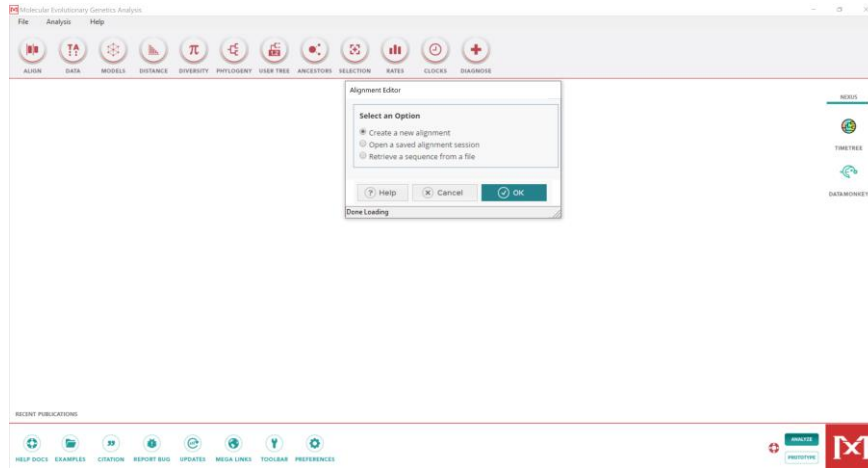 Molecular Evolutionary Genetics Analysis
File Analysis Help
ALIGN DATA MODELS DISTANCE DIVERSITY PHYLOGENY USER TREE ANCESTORS SELECTION RATES CLOCKS DIAGNOSE
Alignment Editor
Select an Option
Create a new alignment
Open a saved alignment session
Retrieve a sequence from a file
? Help
Cancel
OK
Done Loading
NEXUS
TIMETREE
DATAMONKEY
RECENT PUBLICATIONS
HELP DOCS EXAMPLES CITATION REPORT BUG UPDATES MEGA LINKS TOOLBAR PREFERENCES
ANALYZE
PROTOTYPE